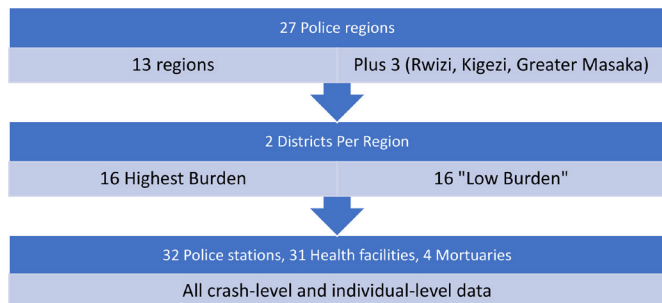 27 Police regions
13 regions
Plus 3 (Rwizi, Kigezi, Greater Masaka)
2 Districts Per Region
16 Highest Burden
16 "Low Burden"
32 Police stations, 31 Health facilities, 4 Mortuaries
All crash-level and individual-level data